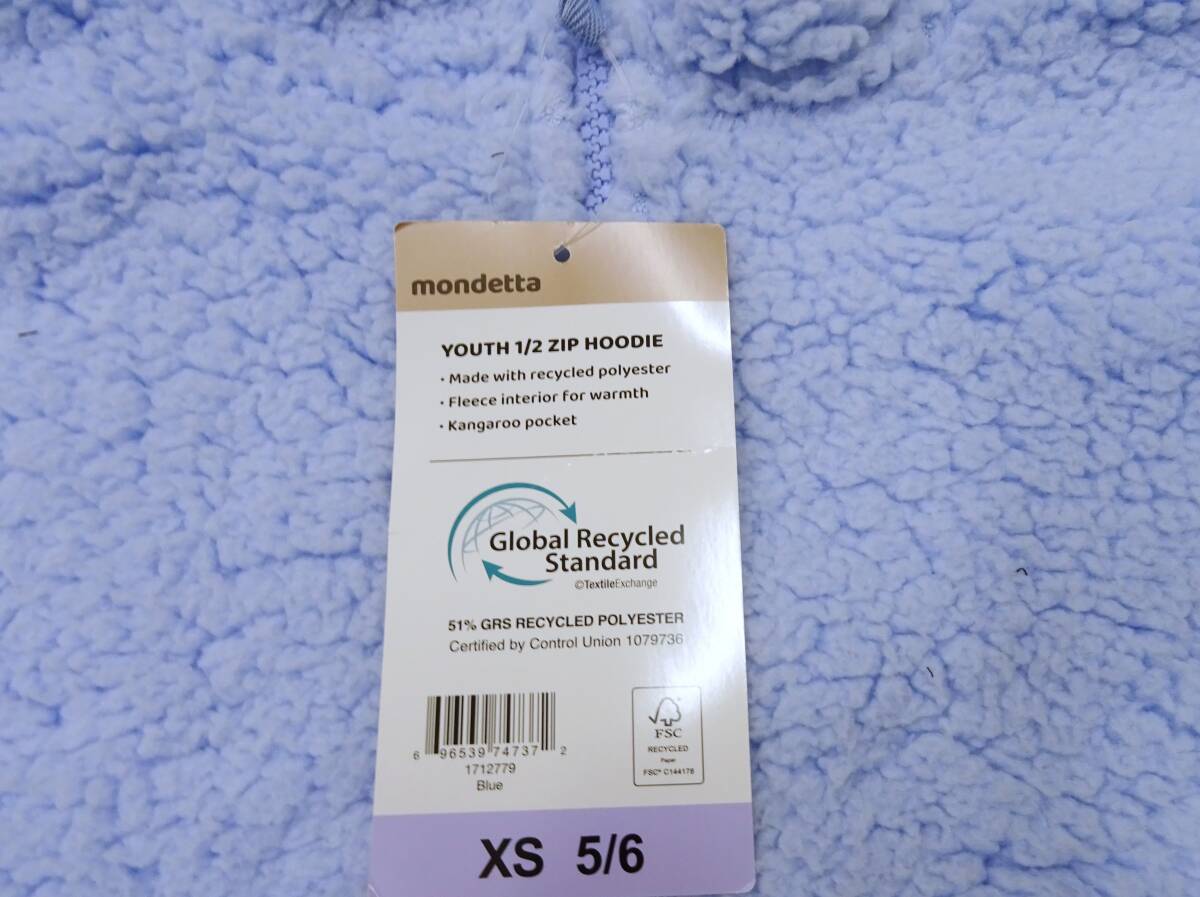 mondetta
YOUTH 1/2 ZIP HOODIE
• Made with recycled polyester
• Fleece interior for warmth
• Kangaroo pocket
Global Recycled
Standard
©TextileExchange
51% GRS RECYCLED POLYESTER
Certified by Control Union 1079736
6 96539 74737 2
1712779
Blue
FSC
RECYCLED
Paper
FSC® C144176
XS 5/6